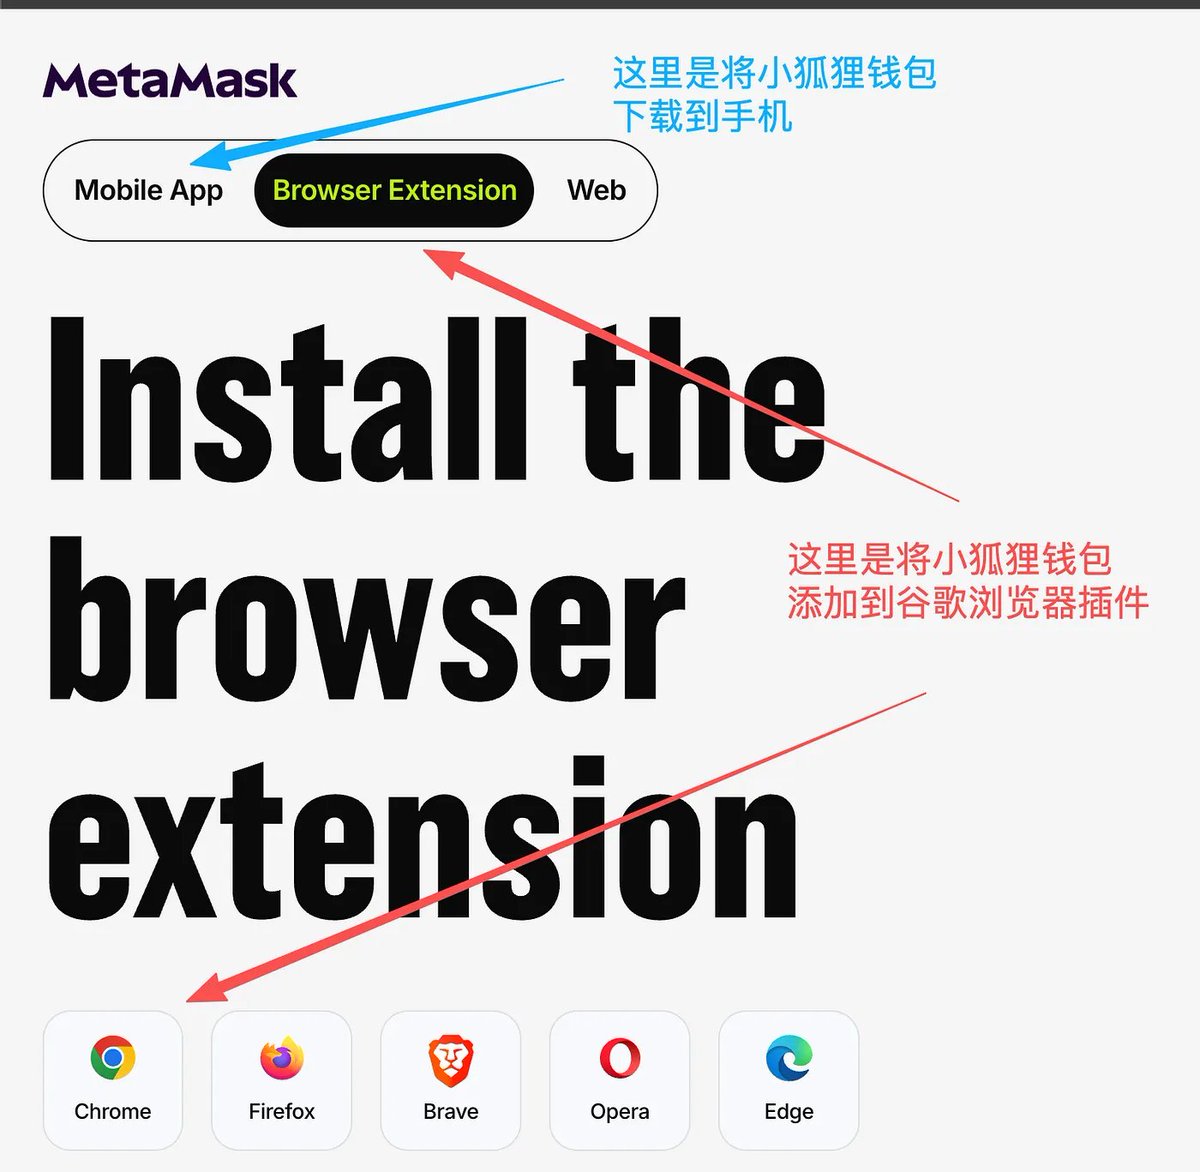 MetaMask
这里是将小狐狸钱包
下载到手机
Mobile App
Browser Extension
Web
Install the
browser
extension
这里是将小狐狸钱包
添加到谷歌浏览器插件
Chrome
Firefox
Brave
Opera
Edge